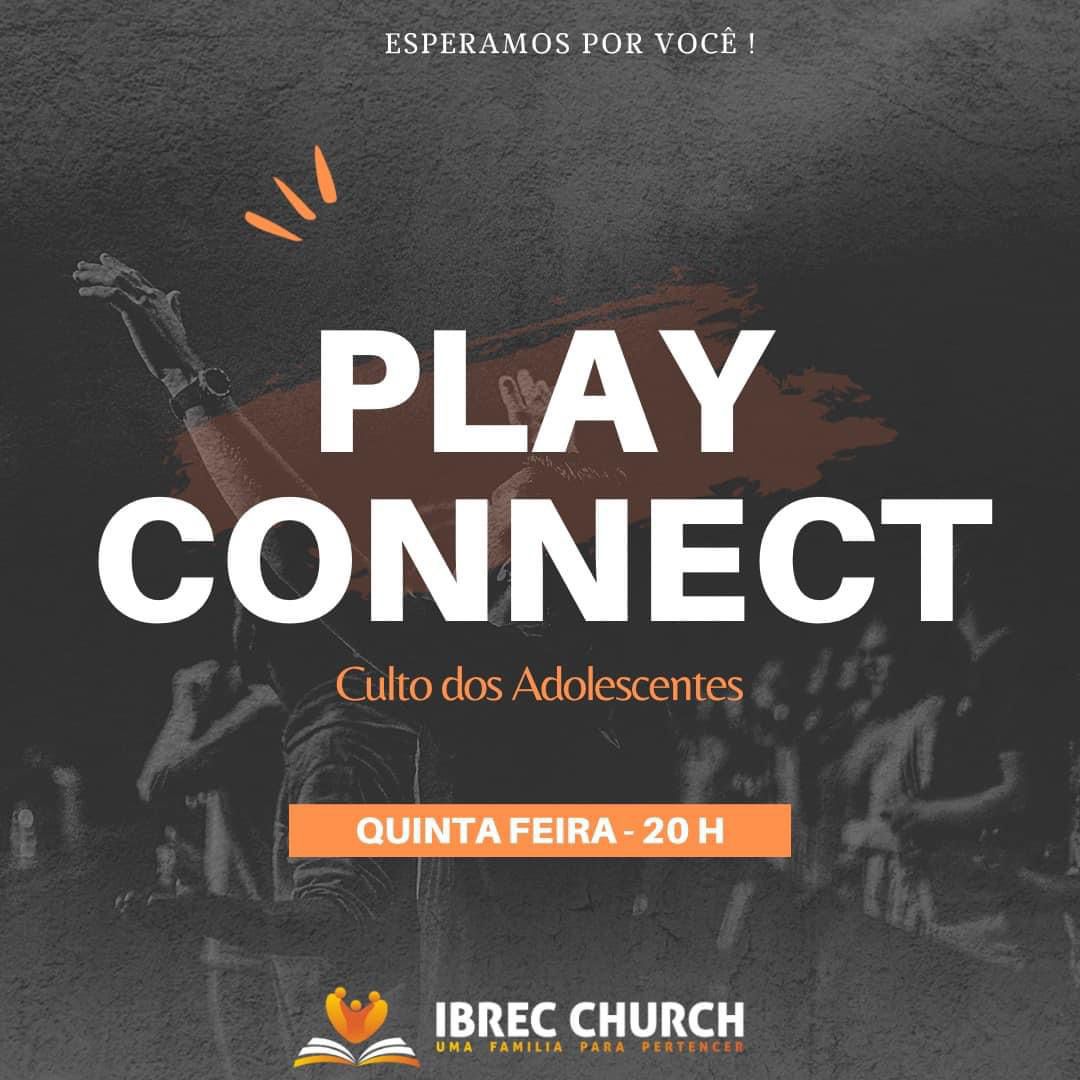 ESPERAMOS POR VOCÊ !
PLAY
CONNECT
Culto dos Adolescentes
QUINTA FEIRA - 20 H
IBREC CHURCH
UMA FAMILIA PARA PERTENCER